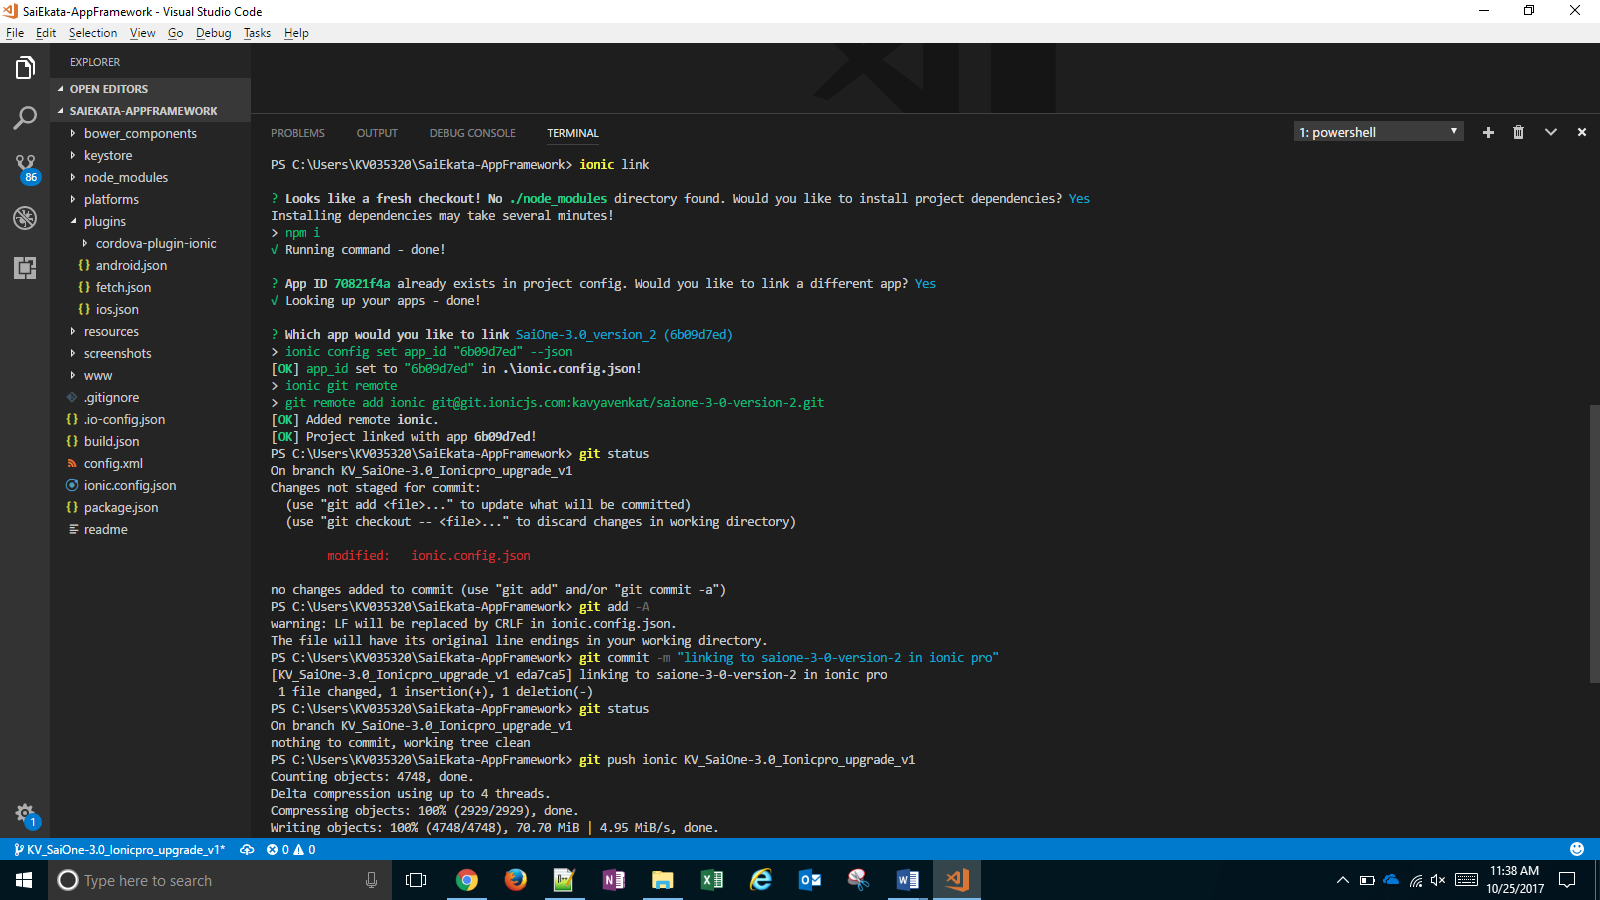 SaiEkata-AppFramework - Visual Studio Code
File Edit Selection View Go Debug Tasks Help
EXPLORER
OPEN EDITORS
SAIEKATA-APPFRAMEWORK
bower_components
keystore
node_modules
platforms
plugins
cordova-plugin-ionic
{} android.json
{} fetch.json
{} ios.json
resources
screenshots
www
.gitignore
{} .io-config.json
{} build.json
config.xml
ionic.config.json
{} package.json
readme
86
1
PROBLEMS OUTPUT DEBUG CONSOLE TERMINAL
1: powershell
PS C:\Users\KV035320\SaiEkata-AppFramework> ionic link
? Looks like a fresh checkout! No ./node_modules directory found. Would you like to install project dependencies? Yes
Installing dependencies may take several minutes!
> npm i
√ Running command - done!
? App ID 70821f4a already exists in project config. Would you like to link a different app? Yes
√ Looking up your apps - done!
? Which app would you like to link SaiOne-3.0_version_2 (6b09d7ed)
> ionic config set app_id "6b09d7ed" --json
[OK] app_id set to "6b09d7ed" in .\ionic.config.json!
> ionic git remote
> git remote add ionic git@git.ionicjs.com:kavyavenkat/saione-3-0-version-2.git
[OK] Added remote ionic.
[OK] Project linked with app 6b09d7ed!
PS C:\Users\KV035320\SaiEkata-AppFramework> git status
On branch KV_SaiOne-3.0_Ionicpro_upgrade_v1
Changes not staged for commit:
(use "git add <file>..." to update what will be committed)
(use "git checkout -- <file>..." to discard changes in working directory)
modified: ionic.config.json
no changes added to commit (use "git add" and/or "git commit -a")
PS C:\Users\KV035320\SaiEkata-AppFramework> git add -A
warning: LF will be replaced by CRLF in ionic.config.json.
The file will have its original line endings in your working directory.
PS C:\Users\KV035320\SaiEkata-AppFramework> git commit -m "linking to saione-3-0-version-2 in ionic pro"
[KV_SaiOne-3.0_Ionicpro_upgrade_v1 eda7ca5] linking to saione-3-0-version-2 in ionic pro
1 file changed, 1 insertion(+), 1 deletion(-)
PS C:\Users\KV035320\SaiEkata-AppFramework> git status
On branch KV_SaiOne-3.0_Ionicpro_upgrade_v1
nothing to commit, working tree clean
PS C:\Users\KV035320\SaiEkata-AppFramework> git push ionic KV_SaiOne-3.0_Ionicpro_upgrade_v1
Counting objects: 4748, done.
Delta compression using up to 4 threads.
Compressing objects: 100% (2929/2929), done.
Writing objects: 100% (4748/4748), 70.70 MiB | 4.95 MiB/s, done.
KV_SaiOne-3.0_Ionicpro_upgrade_v1* 0 0
Type here to search
11:38 AM
10/25/2017